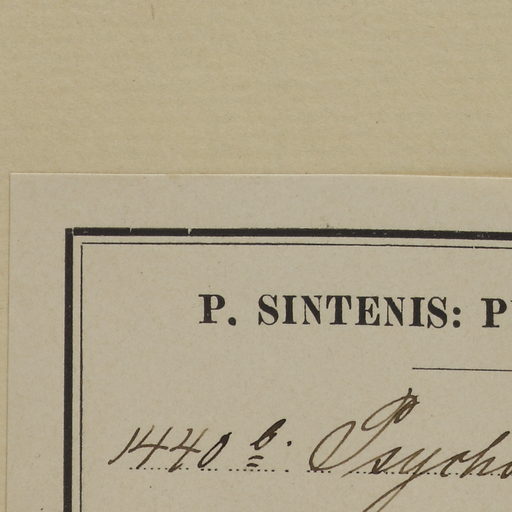 P. SINTENIS: P
1440 b. Psycho